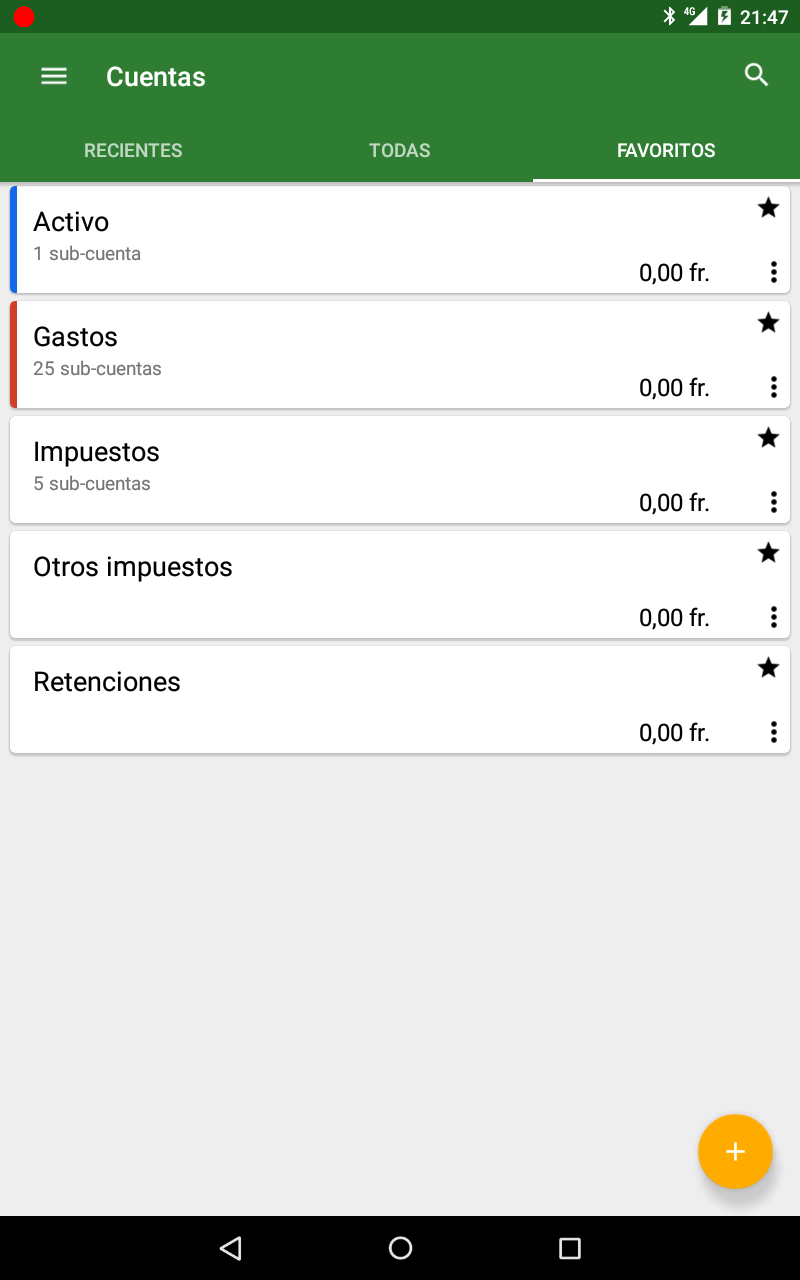 4G 21:47
Cuentas
RECIENTES TODAS FAVORITOS
Activo
1 sub-cuenta
0,00 fr.
Gastos
25 sub-cuentas
0,00 fr.
Impuestos
5 sub-cuentas
0,00 fr.
Otros impuestos
0,00 fr.
Retenciones
0,00 fr.